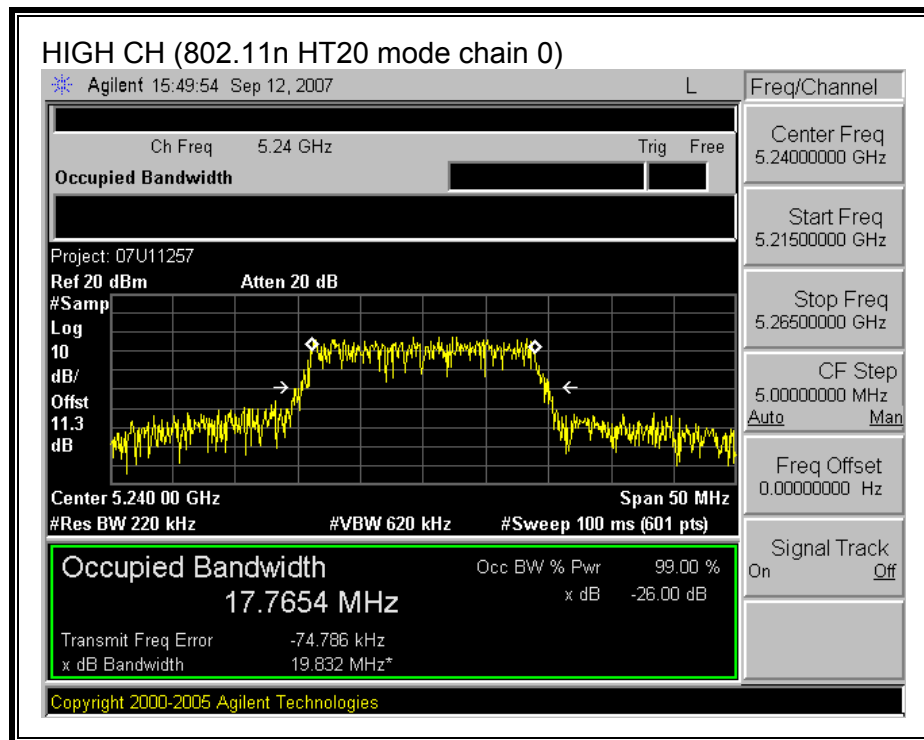 HIGH CH (802.11n HT20 mode chain 0)
Agilent 15:49:54 Sep 12, 2007 L
Freq/Channel
Ch Freq 5.24 GHz Trig Free
Occupied Bandwidth
Center Freq
5.24000000 GHz
Start Freq
5.21500000 GHz
Stop Freq
5.26500000 GHz
CF Step
5.00000000 MHz
Auto Man
Freq Offset
0.00000000 Hz
Signal Track
On Off
Project: 07U11257
Ref 20 dBm Atten 20 dB
#Samp
Log
10
dB/
Offst
11.3
dB
Center 5.240 00 GHz Span 50 MHz
#Res BW 220 kHz #VBW 620 kHz #Sweep 100 ms (601 pts)
Occupied Bandwidth Occ BW % Pwr 99.00 %
17.7654 MHz x dB -26.00 dB
Transmit Freq Error -74.786 kHz
x dB Bandwidth 19.832 MHz*
Copyright 2000-2005 Agilent Technologies